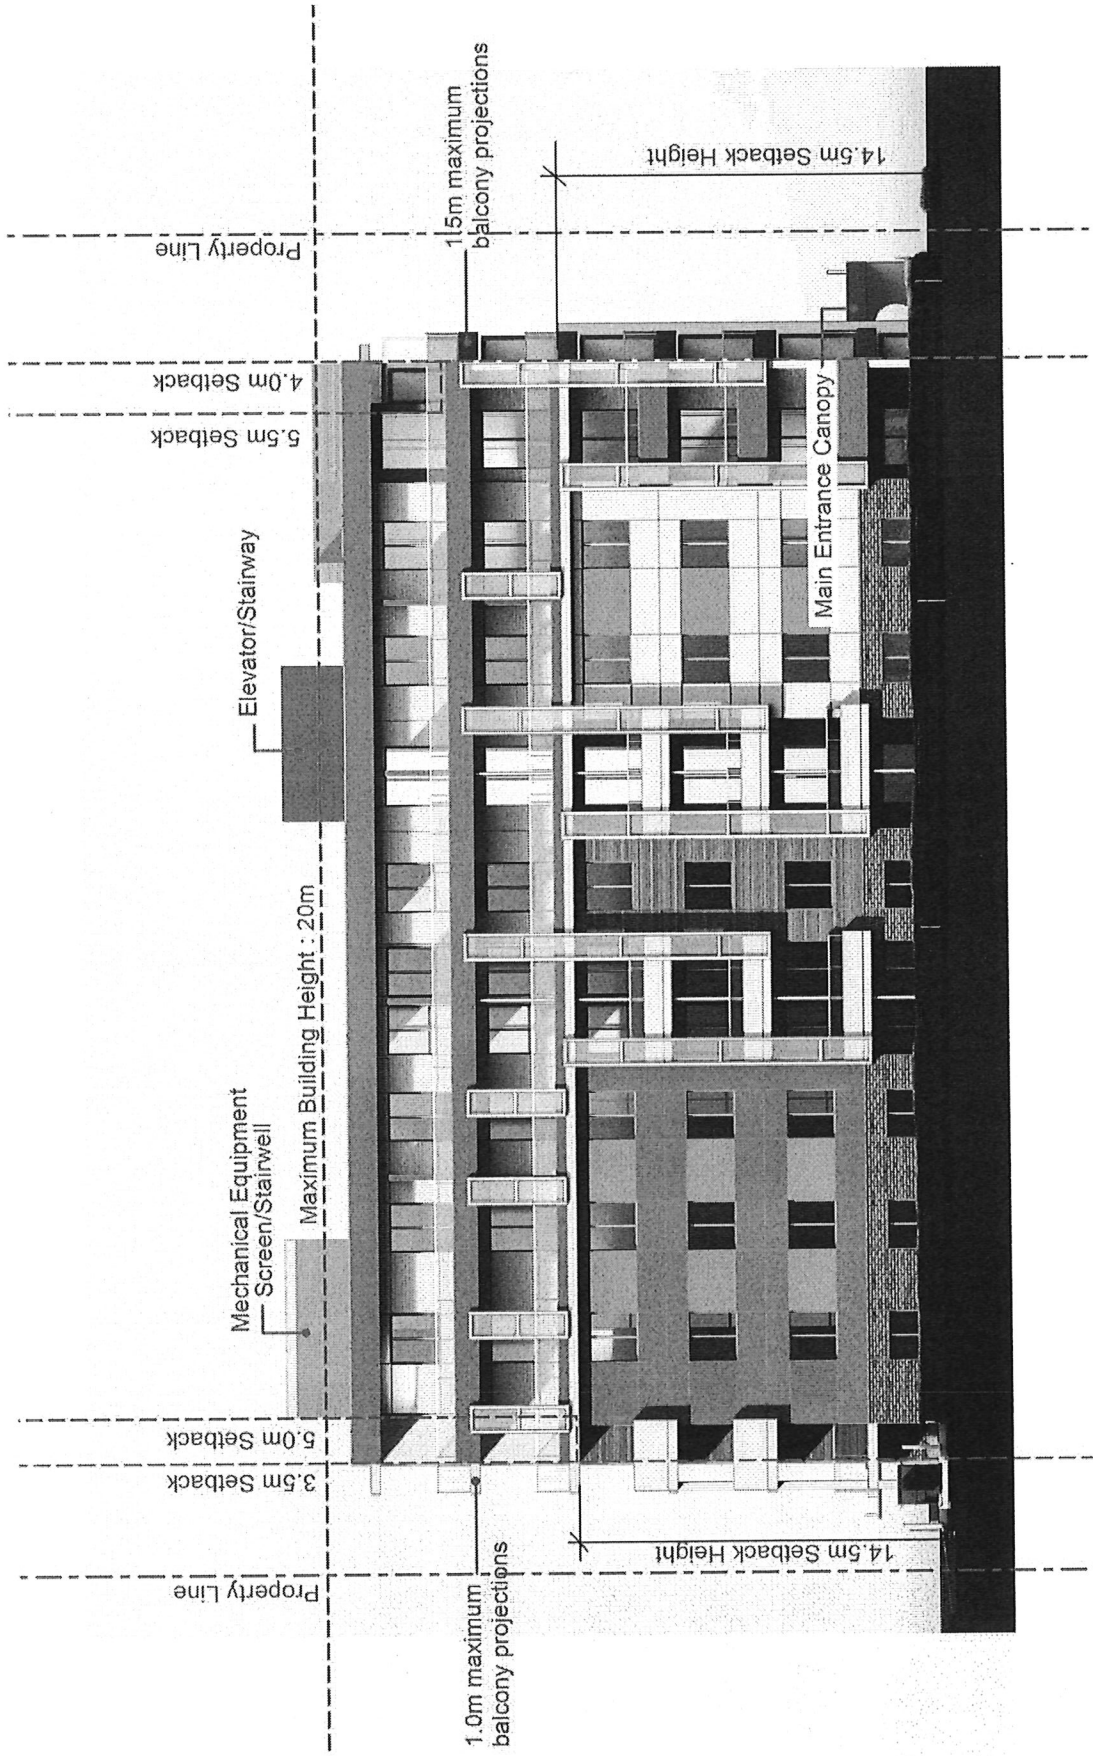 Property Line
3.5m Setback
5.0m Setback
Mechanical Equipment
Screen/Stairwell
Maximum Building Height : 20m
Elevator/Stairway
5.5m Setback
4.0m Setback
Property Line
1.0m maximum
balcony projections
14.5m Setback Height
1.5m maximum
balcony projections
14.5m Setback Height
Main Entrance Canopy